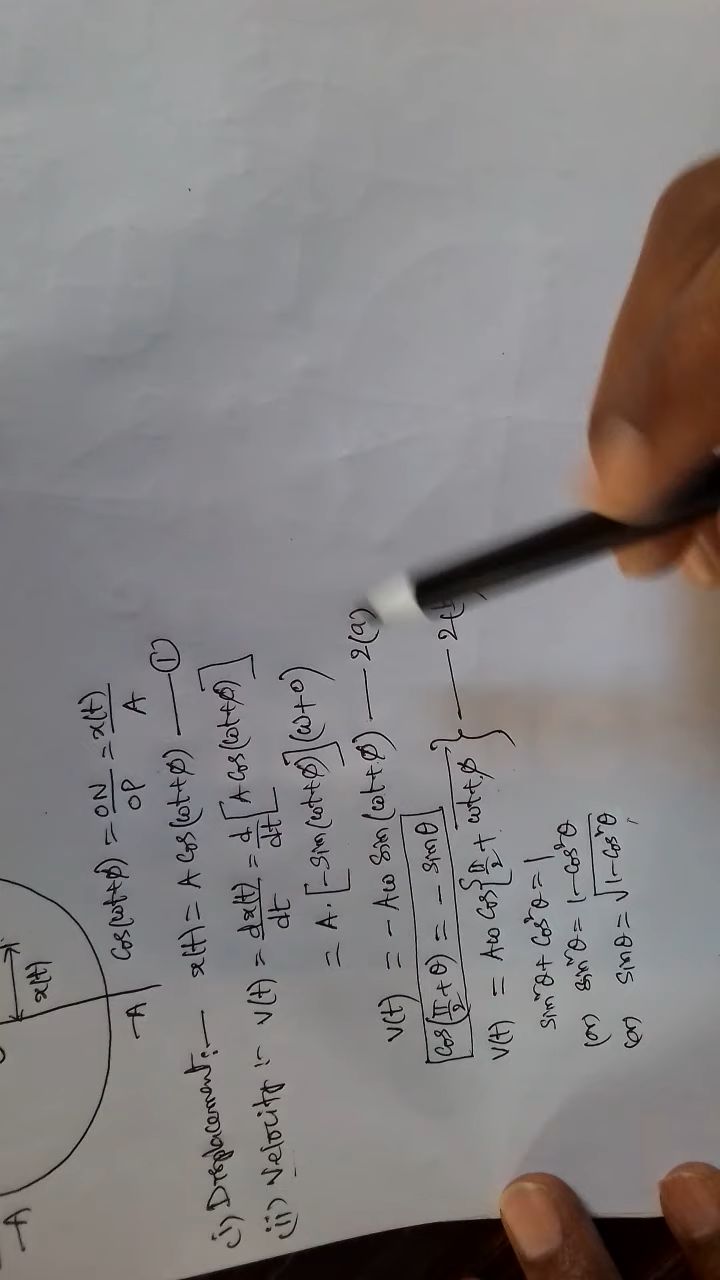 x(t)
-A
-A
cos(ωt+φ) = ON/OP = x(t)/A
(i) Displacement:— x(t) = A cos(ωt+φ) —— ①
(ii) Velocity :- v(t) = dx(t)/dt = d/dt [A cos(ωt+φ)]
= A.[-sin(ωt+φ)](ω+0)
v(t) = -Aω sin(ωt+φ) —— 2(a)
cos(π/2 + θ) = - sinθ
v(t) = Aω cos{π/2 + ωt+φ} —— 2(
sin²θ + cos²θ = 1
(or) sin²θ = 1-cos²θ
(or) sinθ = √1-cos²θ